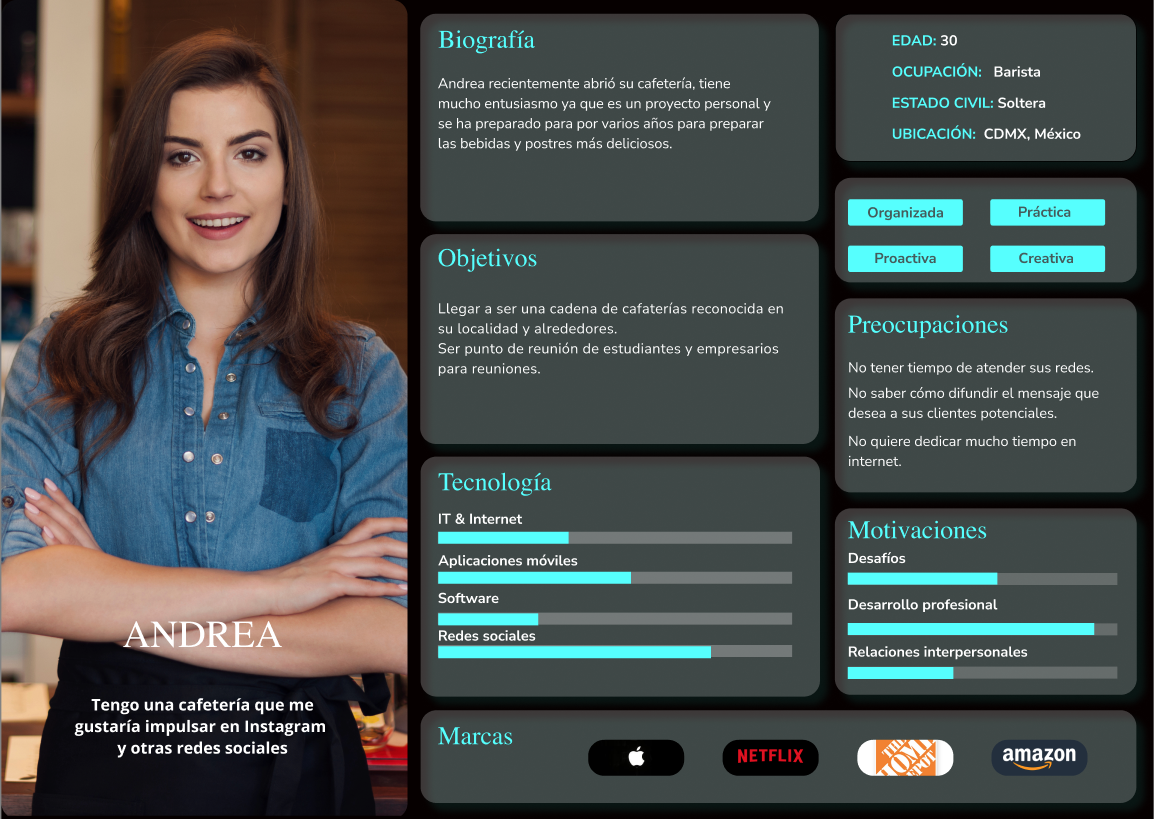 ANDREA
Tengo una cafetería que me
gustaría impulsar en Instagram
y otras redes sociales
Biografía
Andrea recientemente abrió su cafetería, tiene
mucho entusiasmo ya que es un proyecto personal y
se ha preparado para por varios años para preparar
las bebidas y postres más deliciosos.
Objetivos
Llegar a ser una cadena de cafaterías reconocida en
su localidad y alrededores.
Ser punto de reunión de estudiantes y empresarios
para reuniones.
Tecnología
IT & Internet
Aplicaciones móviles
Software
Redes sociales
EDAD: 30
OCUPACIÓN: Barista
ESTADO CIVIL: Soltera
UBICACIÓN: CDMX, México
Organizada Práctica
Proactiva Creativa
Preocupaciones
No tener tiempo de atender sus redes.
No saber cómo difundir el mensaje que
desea a sus clientes potenciales.
No quiere dedicar mucho tiempo en
internet.
Motivaciones
Desafíos
Desarrollo profesional
Relaciones interpersonales
Marcas
NETFLIX
THE HOME DEPOT
amazon